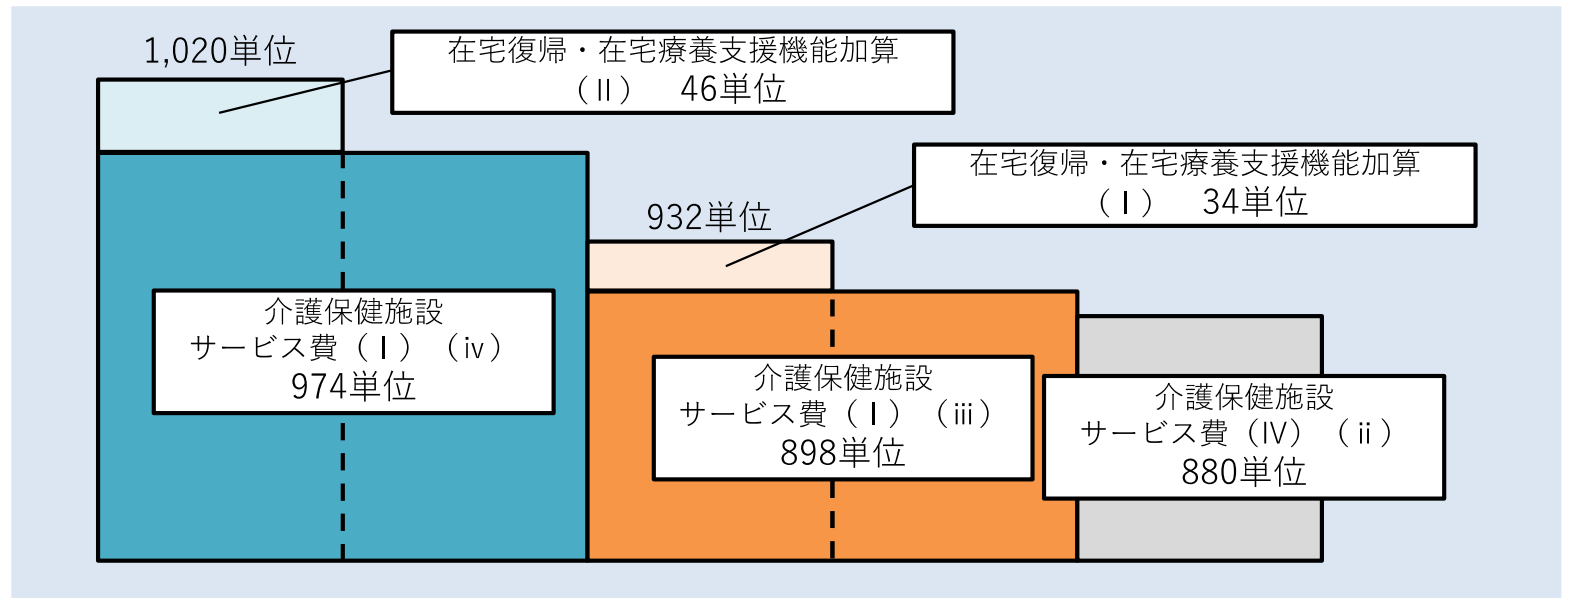 1,020単位
在宅復帰・在宅療養支援機能加算
（Ⅱ）　46単位
在宅復帰・在宅療養支援機能加算
（Ⅰ）　34単位
932単位
介護保健施設
サービス費（Ⅰ）（ⅳ）
974単位
介護保健施設
サービス費（Ⅰ）（ⅲ）
898単位
介護保健施設
サービス費（Ⅳ）（ⅱ）
880単位